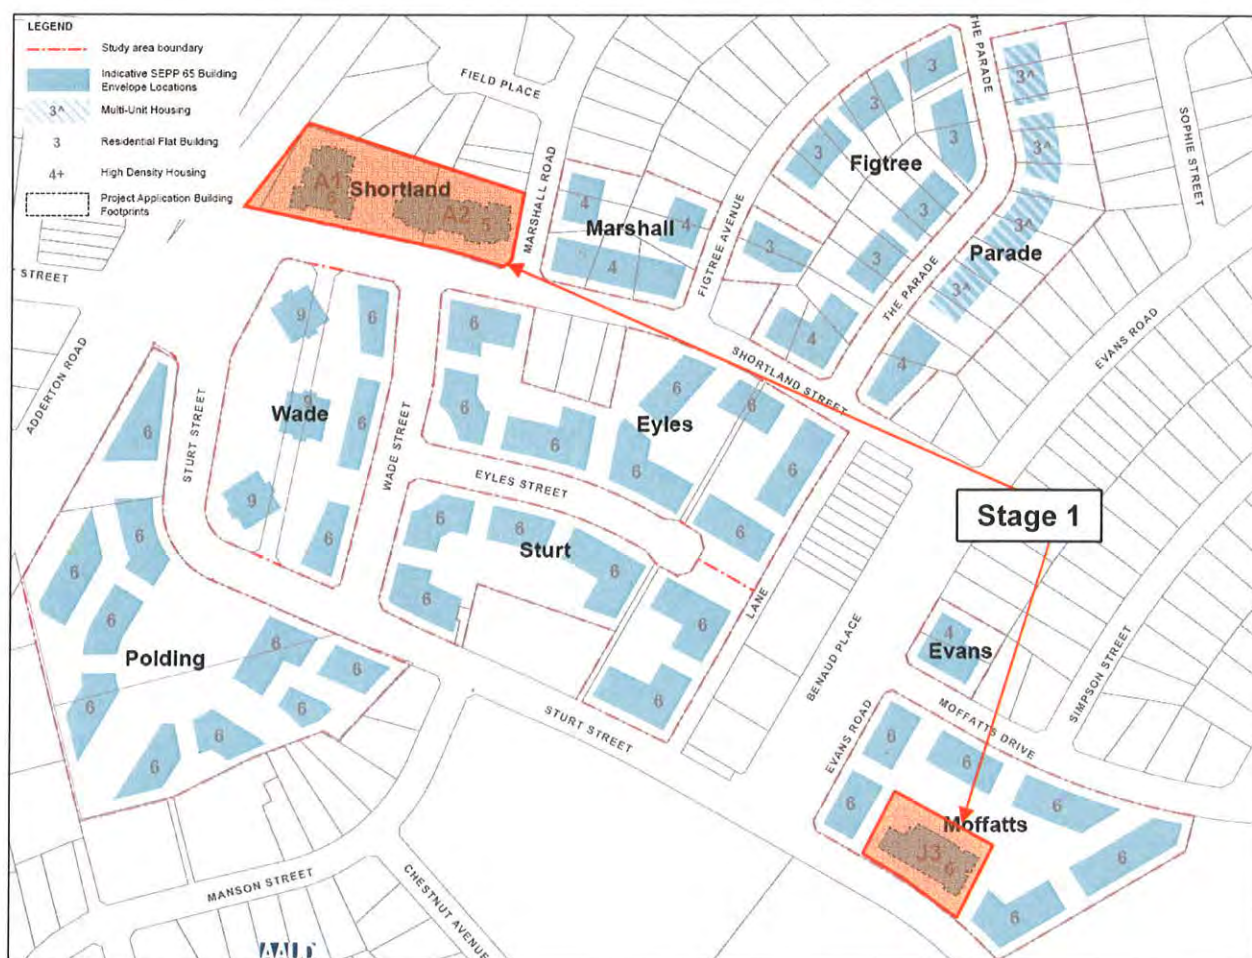 LEGEND
Study area boundary
Indicative SEPP 65 Building
Envelope Locations
3^ Multi-Unit Housing
3 Residential Flat Building
4+ High Density Housing
Project Application Building
Footprints
FIELD PLACE
THE PARADE
SOPHIE STREET
3
3^
3
3
3
3^
Figtree
A1
6
Shortland
A2
5
MARSHALL ROAD
4
4
Marshall
4
FIGTREE AVENUE
3
3
3
3^
Parade
3^
THE PARADE
4
4
EVANS ROAD
STREET
ADDERTON ROAD
9
6
6
SHORTLAND STREET
6
6
9
Wade
6
6
6
Eyles
6
6
6
STURT STREET
WADE STREET
EYLES STREET
6
9
6
6
6
Sturt
6
6
Stage 1
6
6
6
Polding
6
6
6
6
6
6
6
6
LANE
BENAUD PLACE
STURT STREET
4
Evans
SIMPSON STREET
MOFFATTS DRIVE
EVANS ROAD
6
6
6
6
Moffatts
J3
6
6
6
MANSON STREET
CHESTNUT AVENUE